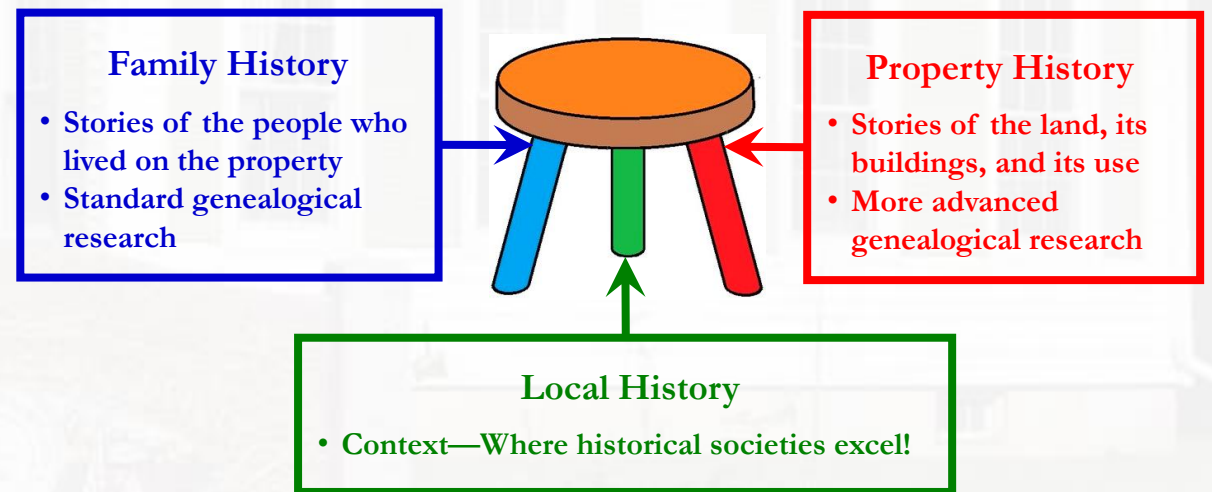 Family History
• Stories of the people who
lived on the property
• Standard genealogical
research
Property History
• Stories of the land, its
buildings, and its use
• More advanced
genealogical research
Local History
• Context—Where historical societies excel!